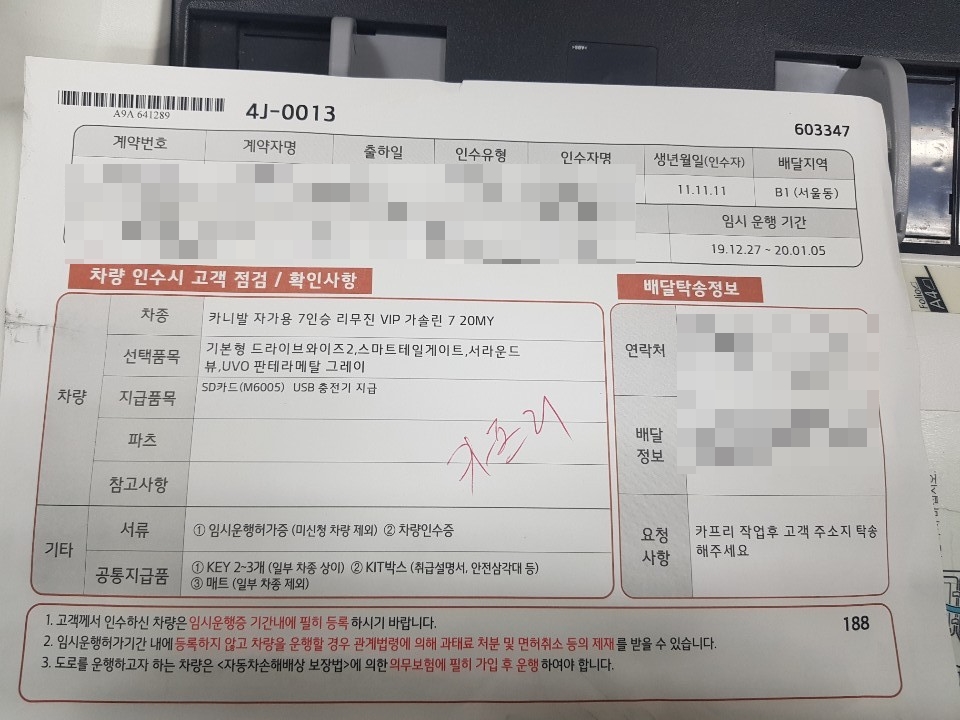 A9A 641289
4J-0013
603347
계약번호 계약자명 출하일 인수유형 인수자명 생년월일(인수자) 배달지역
11.11.11 B1 (서울동)
임시 운행 기간
19.12.27 ~ 20.01.05
차량 인수시 고객 점검 / 확인사항
차량
차종 카니발 자가용 7인승 리무진 VIP 가솔린 7 20MY
선택품목 기본형 드라이브와이즈2,스마트테일게이트,서라운드
뷰,UVO 판테라메탈 그레이
지급품목 SD카드(M6005) USB 충전기 지급
파츠
참고사항
카프리
기타
서류 ① 임시운행허가증 (미신청 차량 제외) ② 차량인수증
공통지급품 ① KEY 2~3개 (일부 차종 상이) ② KIT박스 (취급설명서, 안전삼각대 등)
③ 매트 (일부 차종 제외)
배달탁송정보
연락처
배달
정보
요청
사항
카프리 작업후 고객 주소지 탁송
해주세요
1. 고객께서 인수하신 차량은 임시운행증 기간내에 필히 등록 하시기 바랍니다.
188
2. 임시운행허가기간 내에 등록하지 않고 차량을 운행할 경우 관계법령에 의해 과태료 처분 및 면허취소 등의 제재를 받을 수 있습니다.
3. 도로를 운행하고자 하는 차량은 <자동차손해배상 보장법>에 의한 의무보험에 필히 가입 후 운행 하여야 합니다.
folio
A4